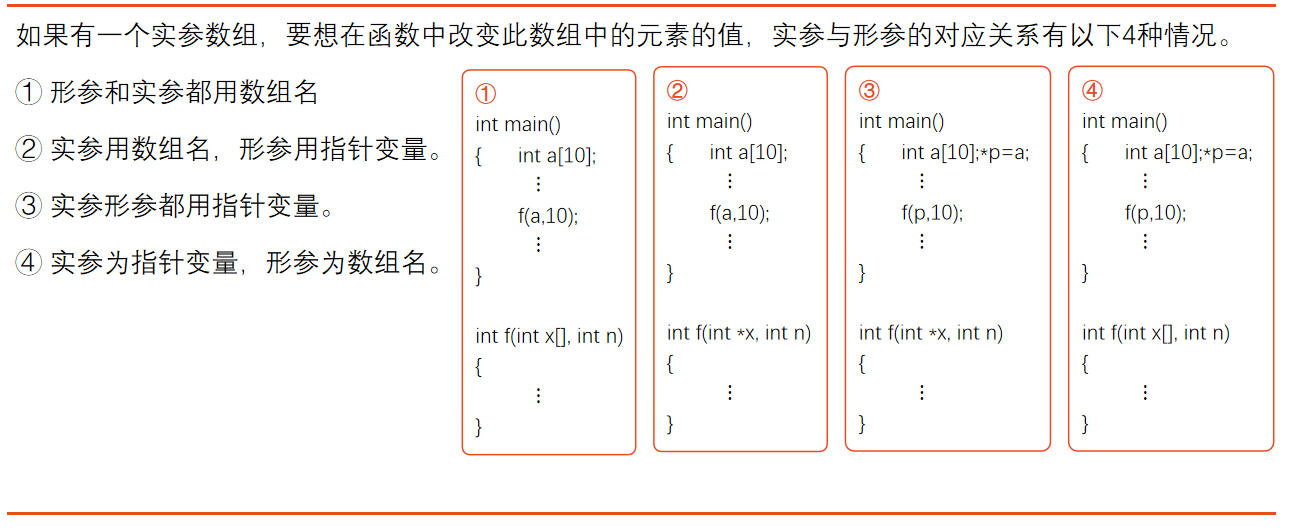 如果有一个实参数组，要想在函数中改变此数组中的元素的值，实参与形参的对应关系有以下4种情况。
① 形参和实参都用数组名
② 实参用数组名，形参用指针变量。
③ 实参形参都用指针变量。
④ 实参为指针变量，形参为数组名。
①
int main()
{ int a[10];
⋮
f(a,10);
⋮
}
int f(int x[], int n)
{
⋮
}
②
int main()
{ int a[10];
⋮
f(a,10);
⋮
}
int f(int *x, int n)
{
⋮
}
③
int main()
{ int a[10];*p=a;
⋮
f(p,10);
⋮
}
int f(int *x, int n)
{
⋮
}
④
int main()
{ int a[10];*p=a;
⋮
f(p,10);
⋮
}
int f(int x[], int n)
{
⋮
}